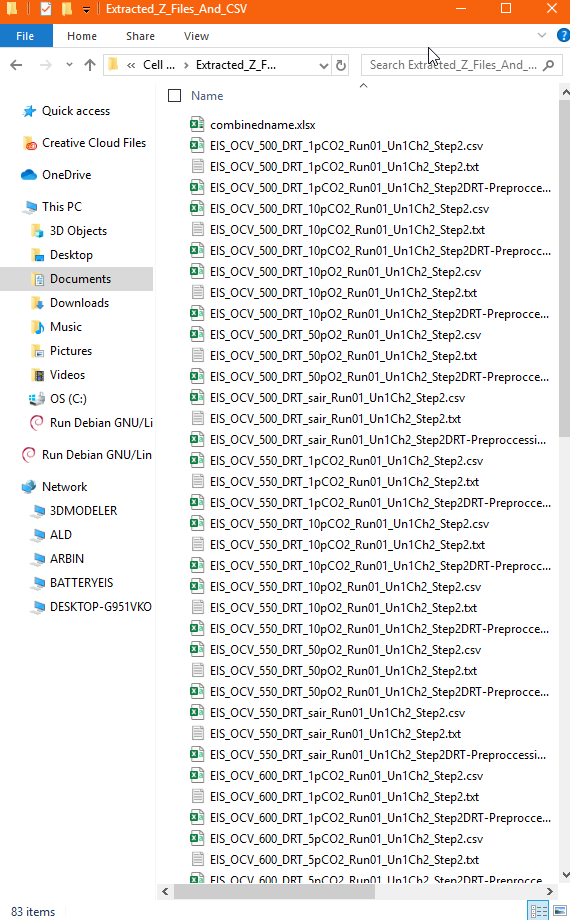 Extracted_Z_Files_And_CSV
File Home Share View
« Cell ... Extracted_Z_F... Search Extracted_Z_Files_And_...
Quick access
Creative Cloud Files
OneDrive
This PC
3D Objects
Desktop
Documents
Downloads
Music
Pictures
Videos
OS (C:)
Run Debian GNU/Li
Run Debian GNU/Lin
Network
3DMODELER
ALD
ARBIN
BATTERYEIS
DESKTOP-G951VKO
Name
combinedname.xlsx
EIS_OCV_500_DRT_1pCO2_Run01_Un1Ch2_Step2.csv
EIS_OCV_500_DRT_1pCO2_Run01_Un1Ch2_Step2.txt
EIS_OCV_500_DRT_1pCO2_Run01_Un1Ch2_Step2DRT-Preprocce...
EIS_OCV_500_DRT_10pCO2_Run01_Un1Ch2_Step2.csv
EIS_OCV_500_DRT_10pCO2_Run01_Un1Ch2_Step2.txt
EIS_OCV_500_DRT_10pCO2_Run01_Un1Ch2_Step2DRT-Preprocc...
EIS_OCV_500_DRT_10pO2_Run01_Un1Ch2_Step2.csv
EIS_OCV_500_DRT_10pO2_Run01_Un1Ch2_Step2.txt
EIS_OCV_500_DRT_10pO2_Run01_Un1Ch2_Step2DRT-Preprocce...
EIS_OCV_500_DRT_50pO2_Run01_Un1Ch2_Step2.csv
EIS_OCV_500_DRT_50pO2_Run01_Un1Ch2_Step2.txt
EIS_OCV_500_DRT_50pO2_Run01_Un1Ch2_Step2DRT-Preprocce...
EIS_OCV_500_DRT_sair_Run01_Un1Ch2_Step2.csv
EIS_OCV_500_DRT_sair_Run01_Un1Ch2_Step2.txt
EIS_OCV_500_DRT_sair_Run01_Un1Ch2_Step2DRT-Preproccessi...
EIS_OCV_550_DRT_1pCO2_Run01_Un1Ch2_Step2.csv
EIS_OCV_550_DRT_1pCO2_Run01_Un1Ch2_Step2.txt
EIS_OCV_550_DRT_1pCO2_Run01_Un1Ch2_Step2DRT-Preprocce...
EIS_OCV_550_DRT_10pCO2_Run01_Un1Ch2_Step2.csv
EIS_OCV_550_DRT_10pCO2_Run01_Un1Ch2_Step2.txt
EIS_OCV_550_DRT_10pCO2_Run01_Un1Ch2_Step2DRT-Preprocc...
EIS_OCV_550_DRT_10pO2_Run01_Un1Ch2_Step2.csv
EIS_OCV_550_DRT_10pO2_Run01_Un1Ch2_Step2.txt
EIS_OCV_550_DRT_10pO2_Run01_Un1Ch2_Step2DRT-Preprocce...
EIS_OCV_550_DRT_50pO2_Run01_Un1Ch2_Step2.csv
EIS_OCV_550_DRT_50pO2_Run01_Un1Ch2_Step2.txt
EIS_OCV_550_DRT_50pO2_Run01_Un1Ch2_Step2DRT-Preprocce...
EIS_OCV_550_DRT_sair_Run01_Un1Ch2_Step2.csv
EIS_OCV_550_DRT_sair_Run01_Un1Ch2_Step2.txt
EIS_OCV_550_DRT_sair_Run01_Un1Ch2_Step2DRT-Preproccessi...
EIS_OCV_600_DRT_1pCO2_Run01_Un1Ch2_Step2.csv
EIS_OCV_600_DRT_1pCO2_Run01_Un1Ch2_Step2.txt
EIS_OCV_600_DRT_1pCO2_Run01_Un1Ch2_Step2DRT-Preprocce...
EIS_OCV_600_DRT_5pCO2_Run01_Un1Ch2_Step2.csv
EIS_OCV_600_DRT_5pCO2_Run01_Un1Ch2_Step2.txt
EIS_OCV_600_DRT_5pCO2_Run01_Un1Ch2_Step2DRT-Preprocce...
83 items